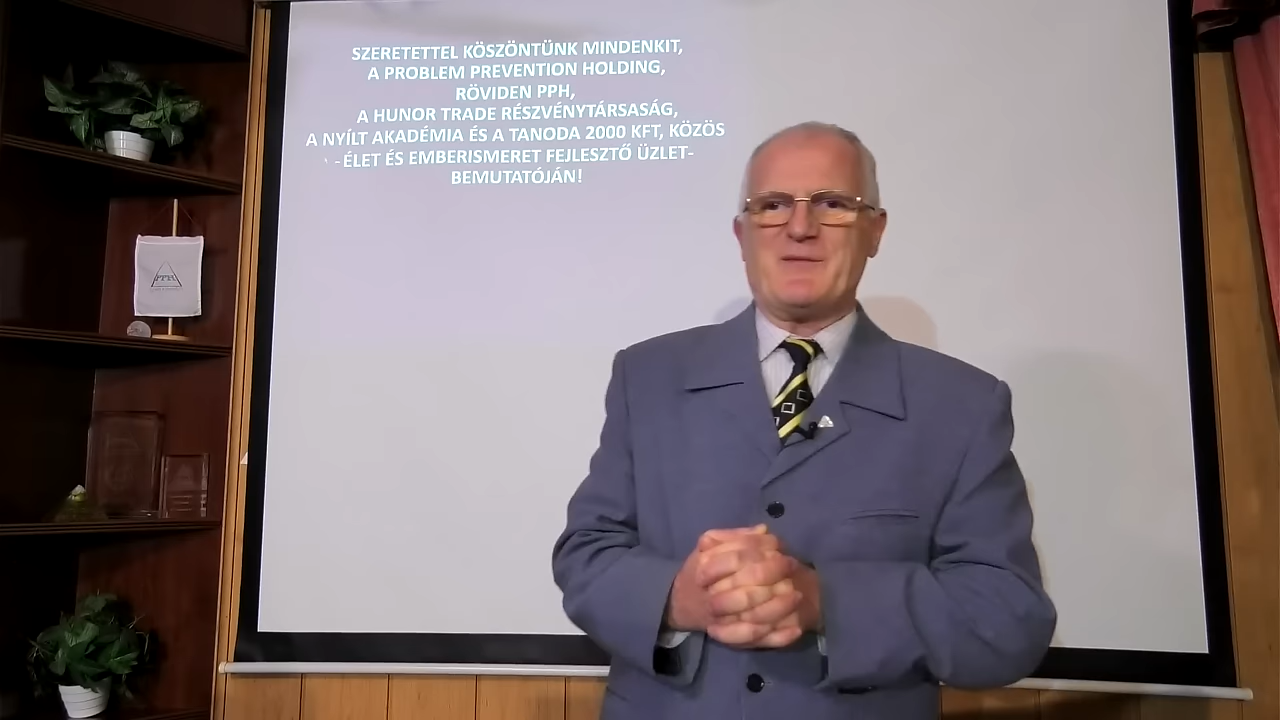 SZERETETTEL KÖSZÖNTÜNK MINDENKIT,
A PROBLEM PREVENTION HOLDING,
RÖVIDEN PPH,
A HUNOR TRADE RÉSZVÉNYTÁRSASÁG,
A NYÍLT AKADÉMIA ÉS A TANODA 2000 KFT, KÖZÖS
-ÉLET ÉS EMBERISMERET FEJLESZTŐ ÜZLET-
BEMUTATÓJÁN!